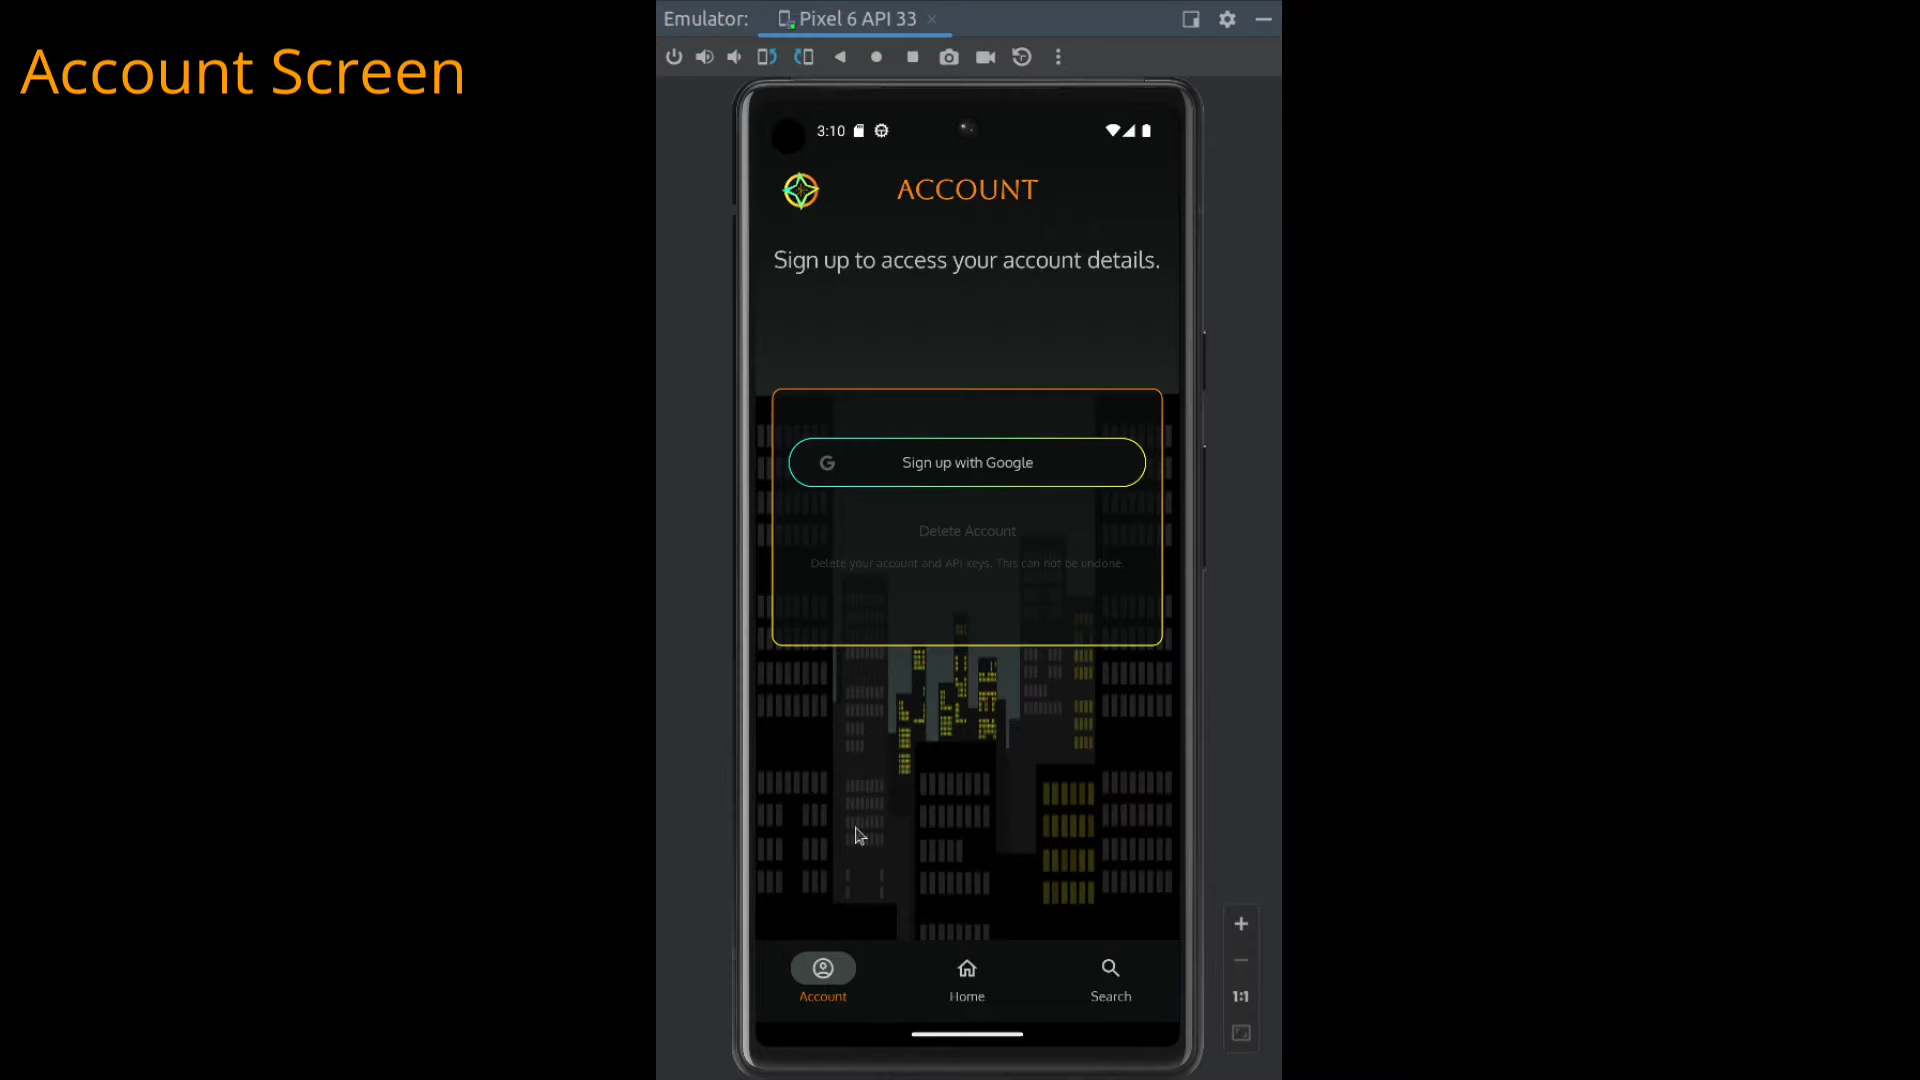 Account Screen
Emulator: Pixel 6 API 33
3:10
ACCOUNT
Sign up to access your account details.
G Sign up with Google
Delete Account
Delete your account and API keys. This can not be undone.
Account Home Search
1:1